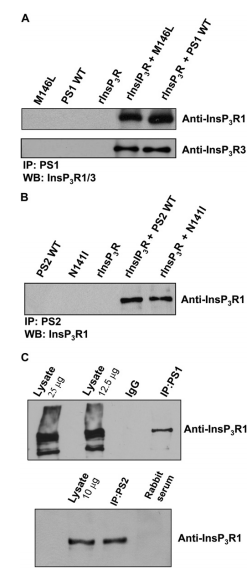 A
M146L
PS1 WT
rInsP3R
rInsIP3R + M146L
rInsP3R + PS1 WT
Anti-InsP3R1
Anti-InsP3R3
IP: PS1
WB: InsP3R1/3
B
PS2 WT
N141I
rInsP3R
rInsIP3R + PS2 WT
rInsP3R + N141I
Anti-InsP3R1
IP: PS2
WB: InsP3R1
C
Lysate
25 µg
Lysate
12.5 µg
IgG
IP:PS1
Anti-InsP3R1
Lysate
10 µg
IP:PS2
Rabbit
serum
Anti-InsP3R1